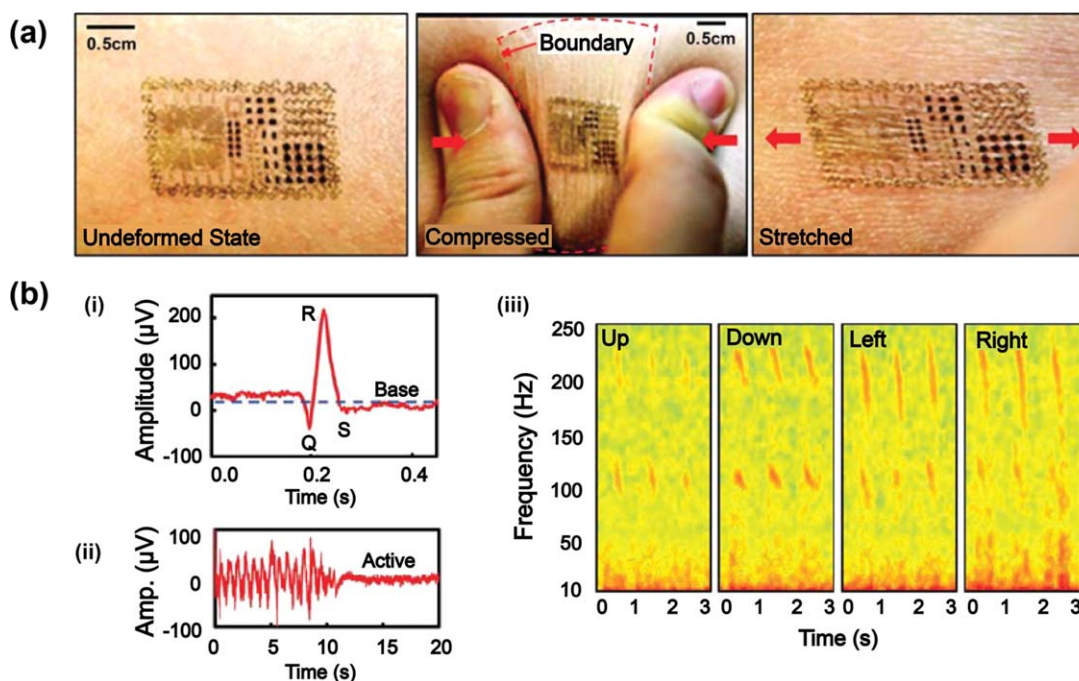 (a)
0.5cm
Undeformed State
Boundary
0.5cm
Compressed
Stretched
(b)
(i)
Amplitude (µV)
200
100
0
-100
R
Base
Q
S
0.0
0.2
0.4
Time (s)
(ii)
Amp. (µV)
100
0
-100
Active
0
5
10
15
20
Time (s)
(iii)
Frequency (Hz)
250
200
150
100
50
10
Up
Down
Left
Right
0 1 2 3
0 1 2 3
0 1 2 3
0 1 2 3
Time (s)